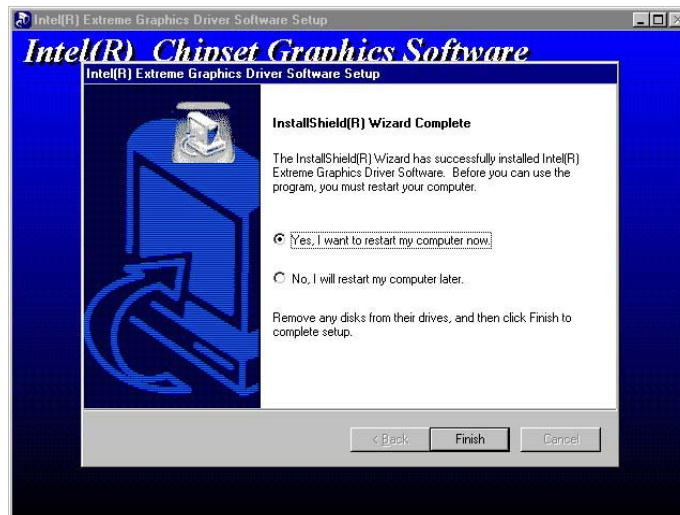 Intel(R) Extreme Graphics Driver Software Setup
Intel(R) Chipset Graphics Software
Intel(R) Extreme Graphics Driver Software Setup
InstallShield(R) Wizard Complete
The InstallShield(R) Wizard has successfully installed Intel(R)
Extreme Graphics Driver Software. Before you can use the
program, you must restart your computer.
Yes, I want to restart my computer now.
No, I will restart my computer later.
Remove any disks from their drives, and then click Finish to
complete setup.
< Back Finish Cancel